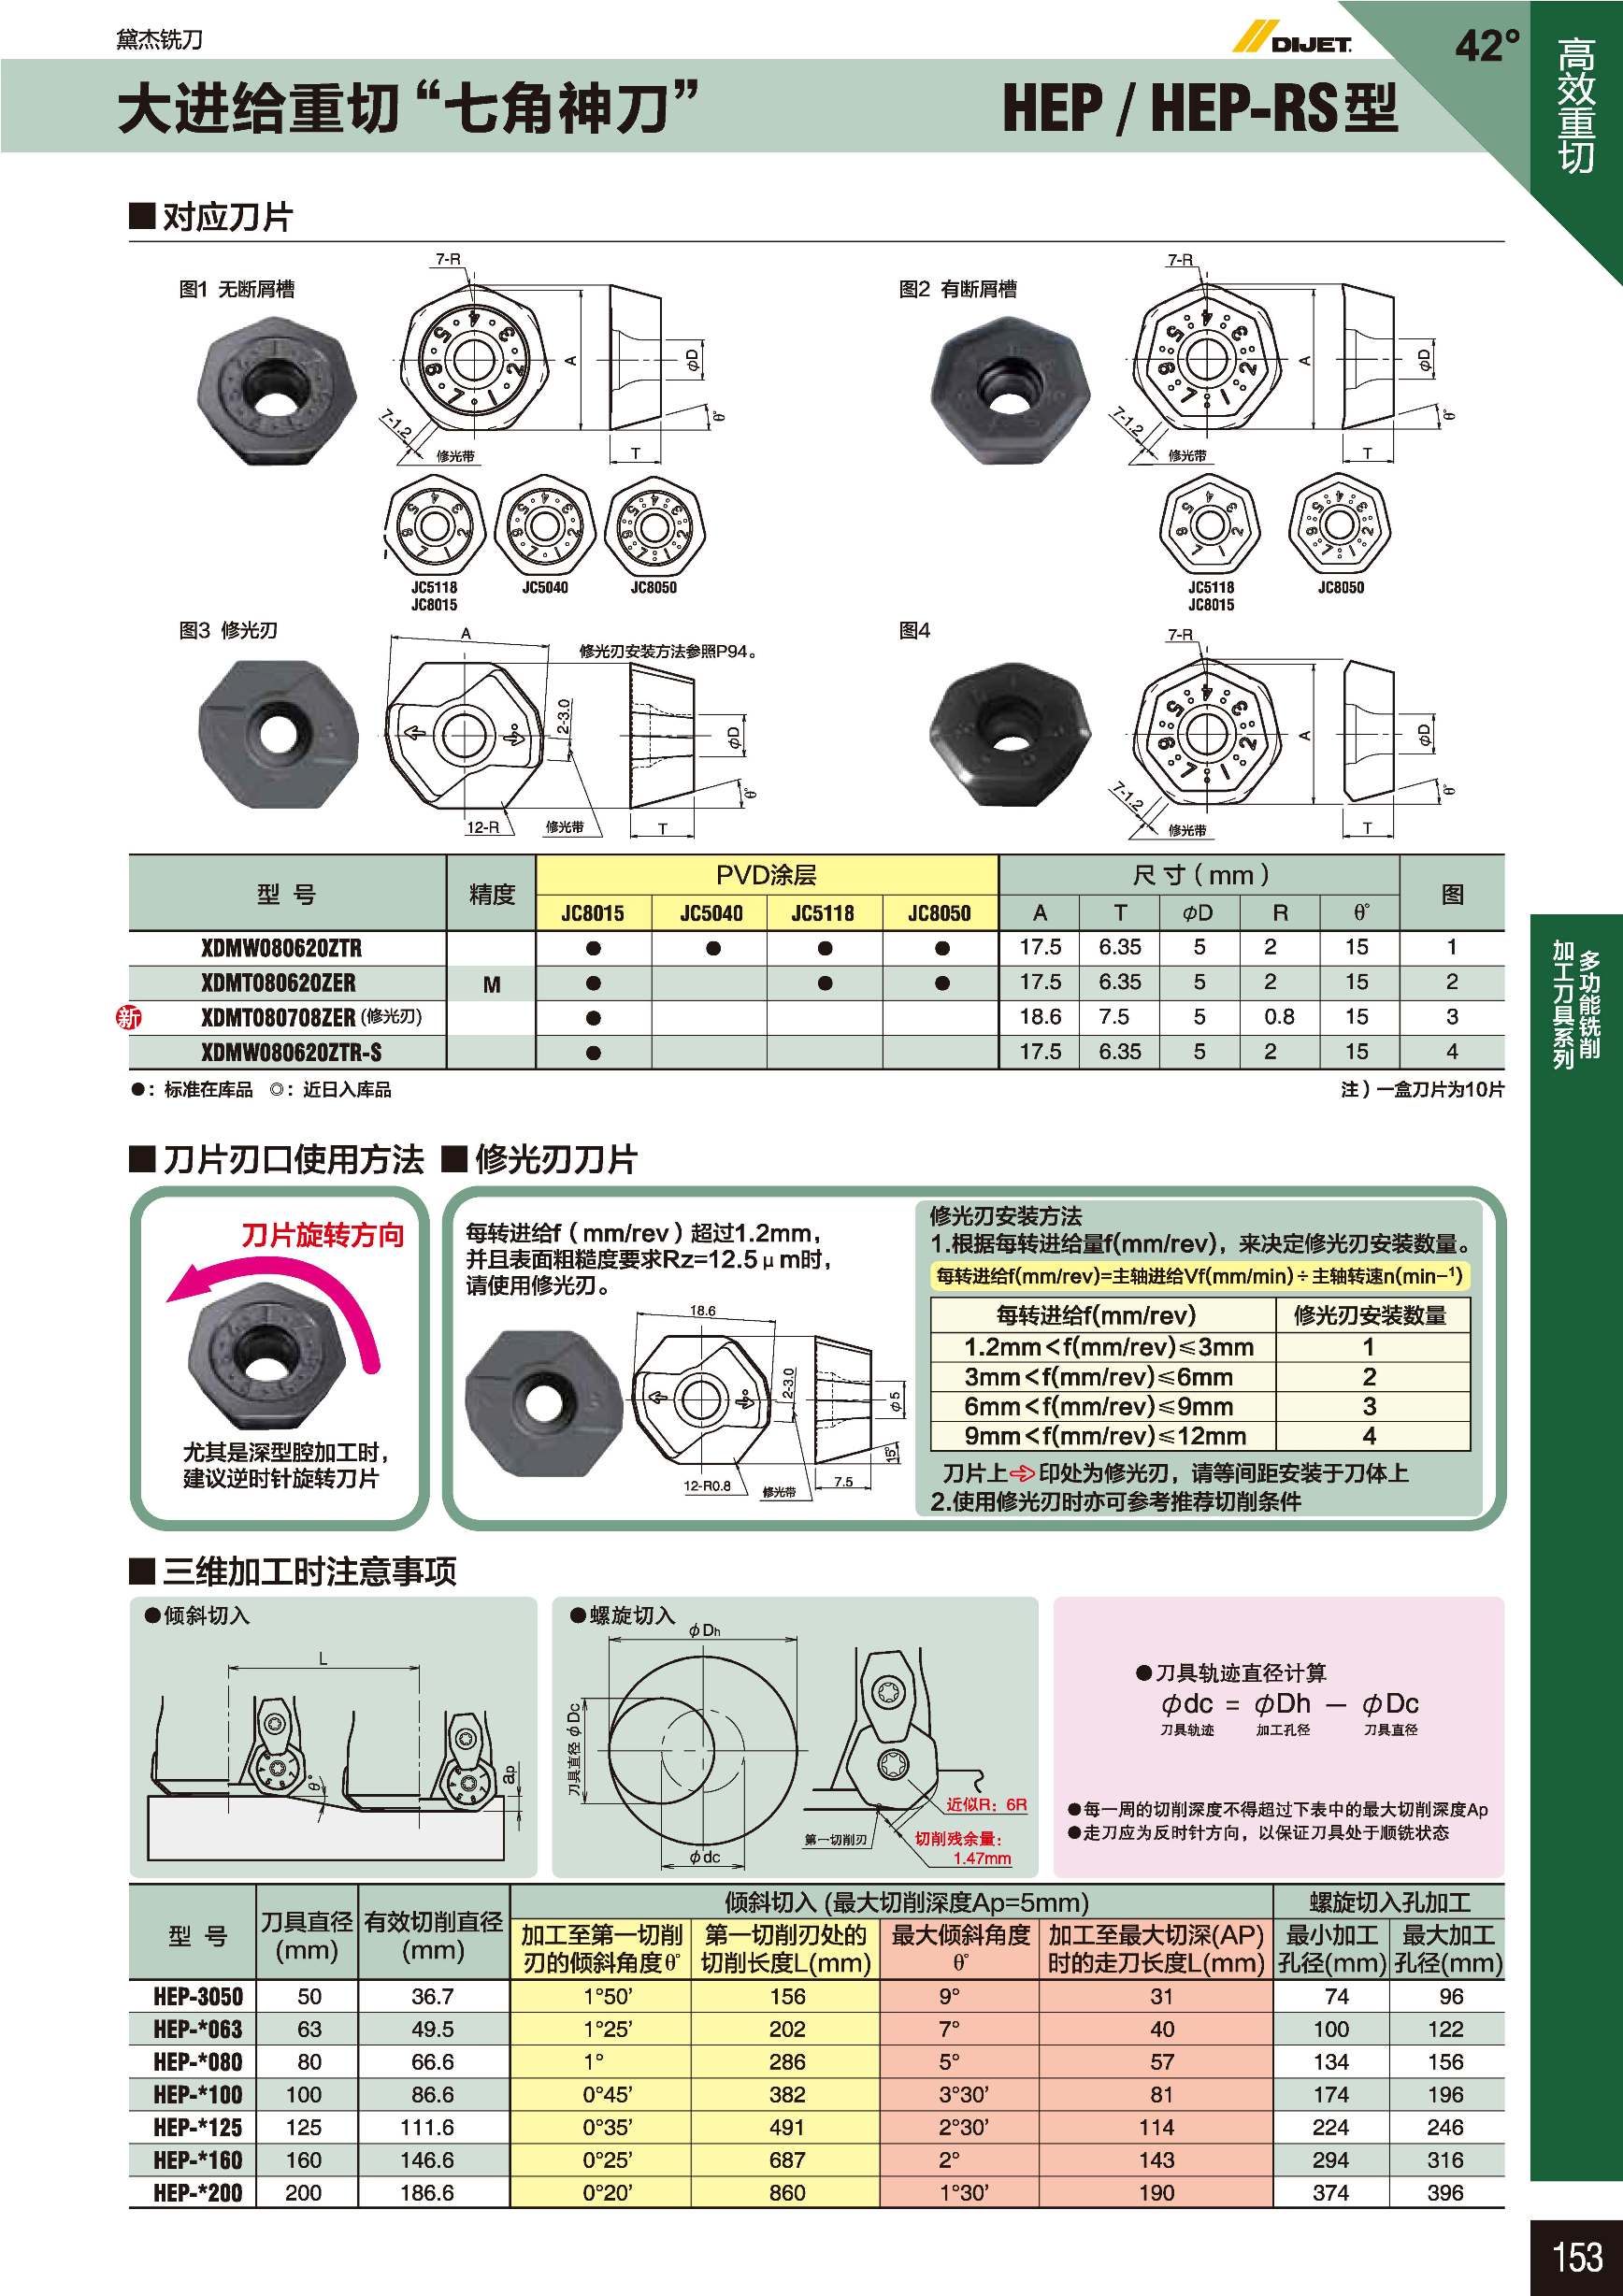 黛杰铣刀
DIJET.
42°
高效重切
大进给重切“七角神刀”
HEP / HEP-RS型
■对应刀片
图1 无断屑槽
7-R
A
φD
θ°
T
7-1.2
修光带
JC5118
JC8015
JC5040
JC8050
图2 有断屑槽
7-R
A
φD
θ°
T
7-1.2
修光带
JC5118
JC8015
JC8050
图3 修光刃
A
修光刃安装方法参照P94。
2-3.0
φD
θ°
12-R
修光带
T
图4
7-R
A
φD
θ°
7-1.2
修光带
T
型 号 精度 PVD涂层 尺 寸（mm） 图
JC8015 JC5040 JC5118 JC8050 A T φD R θ°
XDMW080620ZTR ● ● ● ● 17.5 6.35 5 2 15 1
XDMT080620ZER M ● ● ● 17.5 6.35 5 2 15 2
新 XDMT080708ZER (修光刃) ● 18.6 7.5 5 0.8 15 3
XDMW080620ZTR-S ● 17.5 6.35 5 2 15 4
●：标准在库品 ◎：近日入库品
注）一盒刀片为10片
多功能铣削
加工刀具系列
■刀片刃口使用方法 ■修光刃刀片
刀片旋转方向
尤其是深型腔加工时，
建议逆时针旋转刀片
每转进给f（mm/rev）超过1.2mm，
并且表面粗糙度要求Rz=12.5μm时，
请使用修光刃。
18.6
2-3.0
φ5
15°
12-R0.8
修光带
7.5
修光刃安装方法
1.根据每转进给量f(mm/rev)，来决定修光刃安装数量。
每转进给f(mm/rev)=主轴进给Vf(mm/min)÷主轴转速n(min−¹)
每转进给f(mm/rev) 修光刃安装数量
1.2mm＜f(mm/rev)≤3mm 1
3mm＜f(mm/rev)≤6mm 2
6mm＜f(mm/rev)≤9mm 3
9mm＜f(mm/rev)≤12mm 4
刀片上➪印处为修光刃，请等间距安装于刀体上
2.使用修光刃时亦可参考推荐切削条件
■三维加工时注意事项
●倾斜切入
L
θ°
ap
●螺旋切入
φDh
刀具直径 φDc
φdc
近似R：6R
第一切削刃
切削残余量：
1.47mm
●刀具轨迹直径计算
φdc = φDh − φDc
刀具轨迹 加工孔径 刀具直径
●每一周的切削深度不得超过下表中的最大切削深度Ap
●走刀应为反时针方向，以保证刀具处于顺铣状态
型 号 刀具直径(mm) 有效切削直径(mm) 倾斜切入 (最大切削深度Ap=5mm) 螺旋切入孔加工
加工至第一切削刃的倾斜角度θ° 第一切削刃处的切削长度L(mm) 最大倾斜角度θ° 加工至最大切深(AP)时的走刀长度L(mm) 最小加工孔径(mm) 最大加工孔径(mm)
HEP-3050 50 36.7 1°50’ 156 9° 31 74 96
HEP-*063 63 49.5 1°25’ 202 7° 40 100 122
HEP-*080 80 66.6 1° 286 5° 57 134 156
HEP-*100 100 86.6 0°45’ 382 3°30’ 81 174 196
HEP-*125 125 111.6 0°35’ 491 2°30’ 114 224 246
HEP-*160 160 146.6 0°25’ 687 2° 143 294 316
HEP-*200 200 186.6 0°20’ 860 1°30’ 190 374 396
153